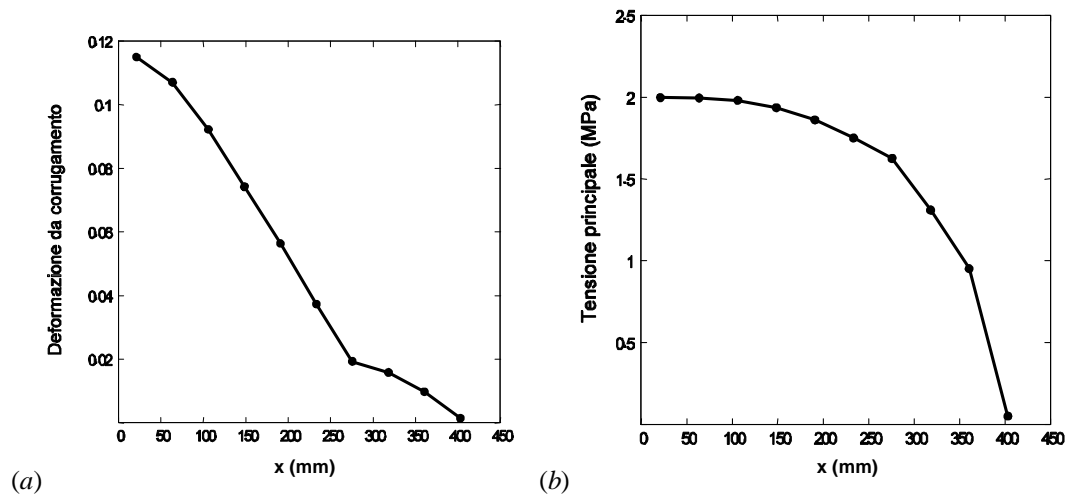 Deformazione da corrugamento
0·12
0·1
0·08
0·06
0·04
0·02
0 50 100 150 200 250 300 350 400 450
x (mm)
(a)
Tensione principale (MPa)
2·5
2
1·5
1
0·5
0 50 100 150 200 250 300 350 400 450
x (mm)
(b)